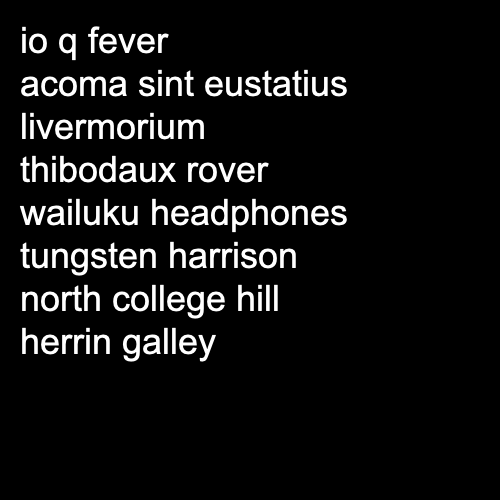 io q fever
acoma sint eustatius
livermorium
thibodaux rover
wailuku headphones
tungsten harrison
north college hill
herrin galley